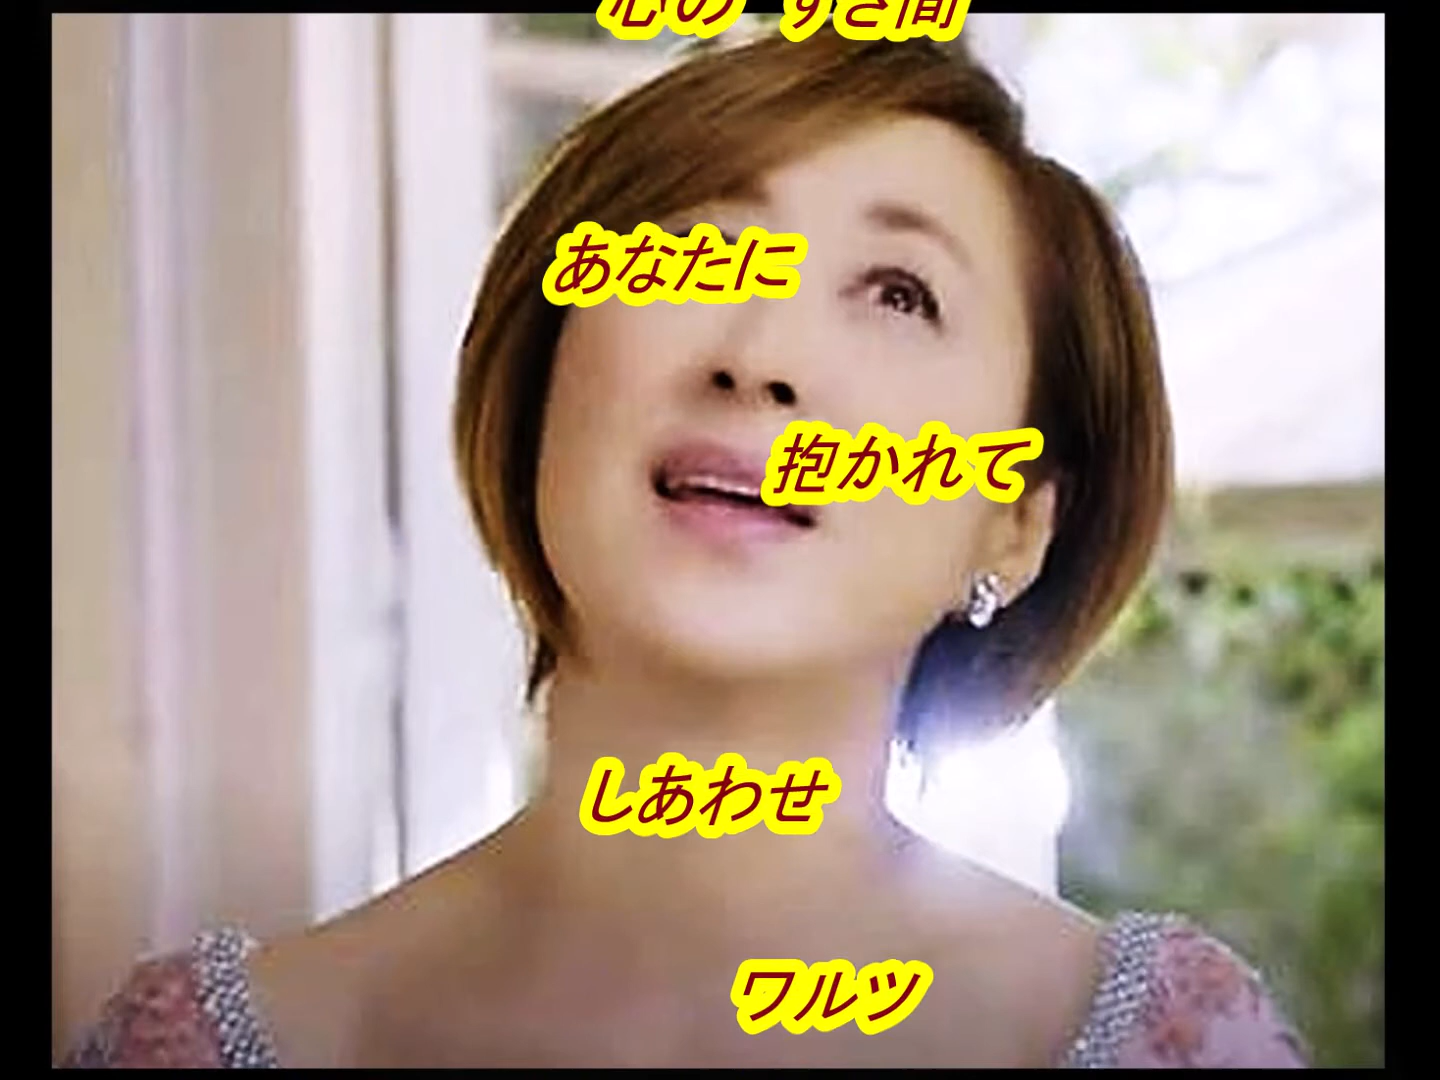 心の すき間
あなたに
抱かれて
しあわせ
ワルツ